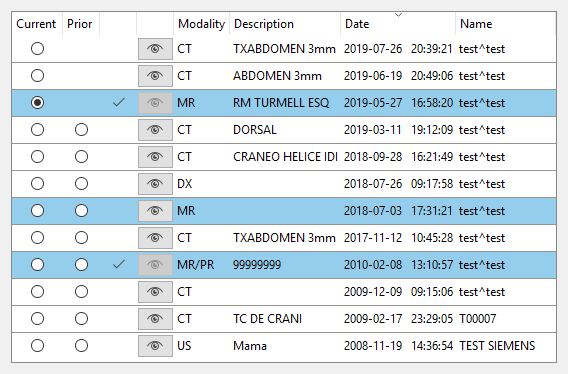 Current Prior Modality Description Date Name
CT TXABDOMEN 3mm 2019-07-26 20:39:21 test^test
CT ABDOMEN 3mm 2019-06-19 20:49:06 test^test
MR RM TURMELL ESQ 2019-05-27 16:58:20 test^test
CT DORSAL 2019-03-11 19:12:09 test^test
CT CRANEO HELICE IDI 2018-09-28 16:21:49 test^test
DX 2018-07-26 09:17:58 test^test
MR 2018-07-03 17:31:21 test^test
CT TXABDOMEN 3mm 2017-11-12 10:45:28 test^test
MR/PR 99999999 2010-02-08 13:10:57 test^test
CT 2009-12-09 09:15:06 test^test
CT TC DE CRANI 2009-02-17 23:29:05 T00007
US Mama 2008-11-19 14:36:54 TEST SIEMENS